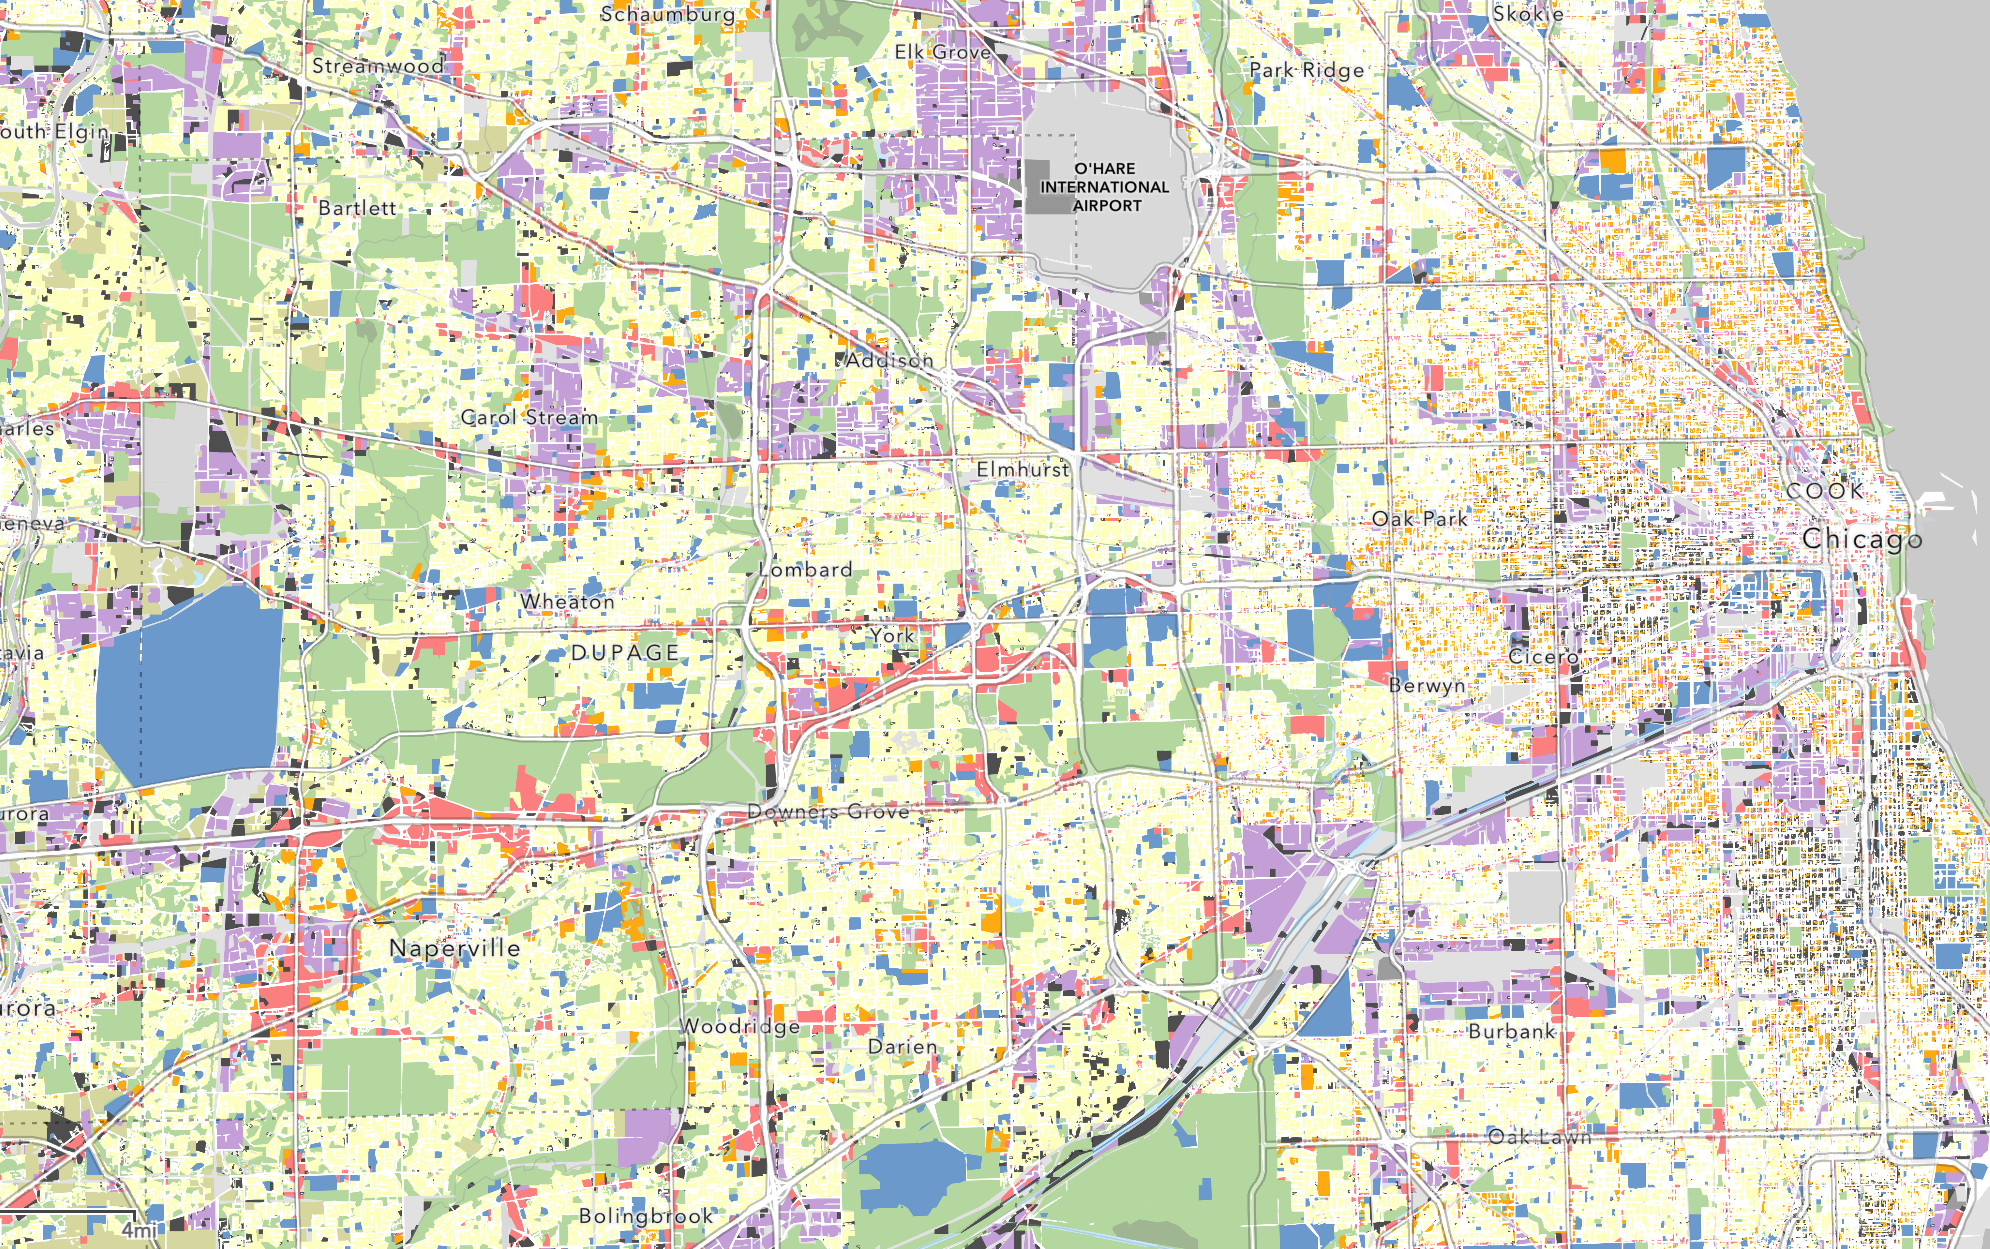 Schaumburg
Skokie
Elk Grove
Streamwood
Park Ridge
outh Elgin
O'HARE
INTERNATIONAL
AIRPORT
Bartlett
Addison
Carol Stream
arles
Elmhurst
COOK
Oak Park
eneva
Chicago
Lombard
Wheaton
York
DUPAGE
avia
Cicero
Berwyn
urora
Downers Grove
Naperville
urora
Woodridge
Burbank
Darien
Oak Lawn
Bolingbrook
4mi